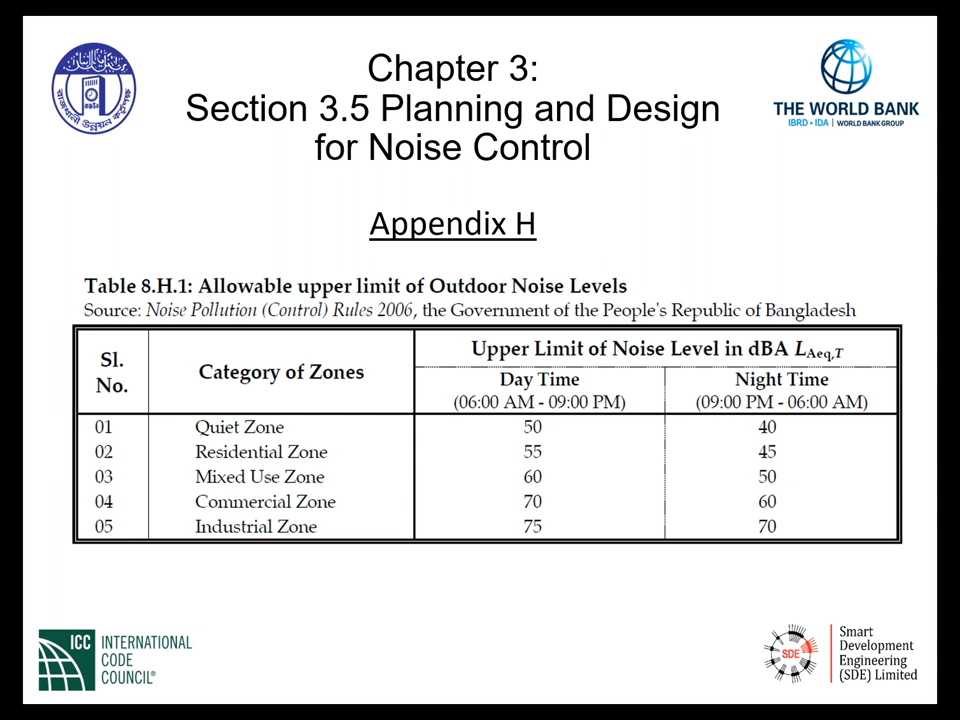 Chapter 3:
Section 3.5 Planning and Design
for Noise Control
THE WORLD BANK
IBRD • IDA | WORLD BANK GROUP
Appendix H
Table 8.H.1: Allowable upper limit of Outdoor Noise Levels
Source: Noise Pollution (Control) Rules 2006, the Government of the People's Republic of Bangladesh
Sl. No. Category of Zones Upper Limit of Noise Level in dBA LAeq,T
Day Time Night Time
(06:00 AM - 09:00 PM) (09:00 PM - 06:00 AM)
01 Quiet Zone 50 40
02 Residential Zone 55 45
03 Mixed Use Zone 60 50
04 Commercial Zone 70 60
05 Industrial Zone 75 70
ICC INTERNATIONAL
CODE
COUNCIL®
SDE
Smart
Development
Engineering
(SDE) Limited